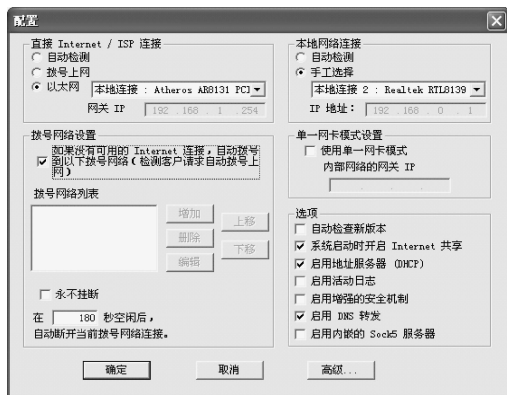 配置
直接 Internet / ISP 连接
自动检测
拨号上网
以太网
本地连接 : Atheros AR8131 PCI
网关 IP
192 .168 . 1 .254
拨号网络设置
如果没有可用的 Internet 连接,自动拨号
到以下拨号网络(检测客户请求自动拨号上
网)
拨号网络列表
增加
删除
编辑
上移
下移
永不挂断
在 180 秒空闲后,
自动断开当前拨号网络连接。
本地网络连接
自动检测
手工选择
本地连接 2 : Realtek RTL8139
IP 地址:
192 .168 . 0 . 1
单一网卡模式设置
使用单一网卡模式
内部网络的网关 IP
选项
自动检查新版本
系统启动时开启 Internet 共享
启用地址服务器 (DHCP)
启用活动日志
启用增强的安全机制
启用 DNS 转发
启用内嵌的 Sock5 服务器
确定
取消
高级...